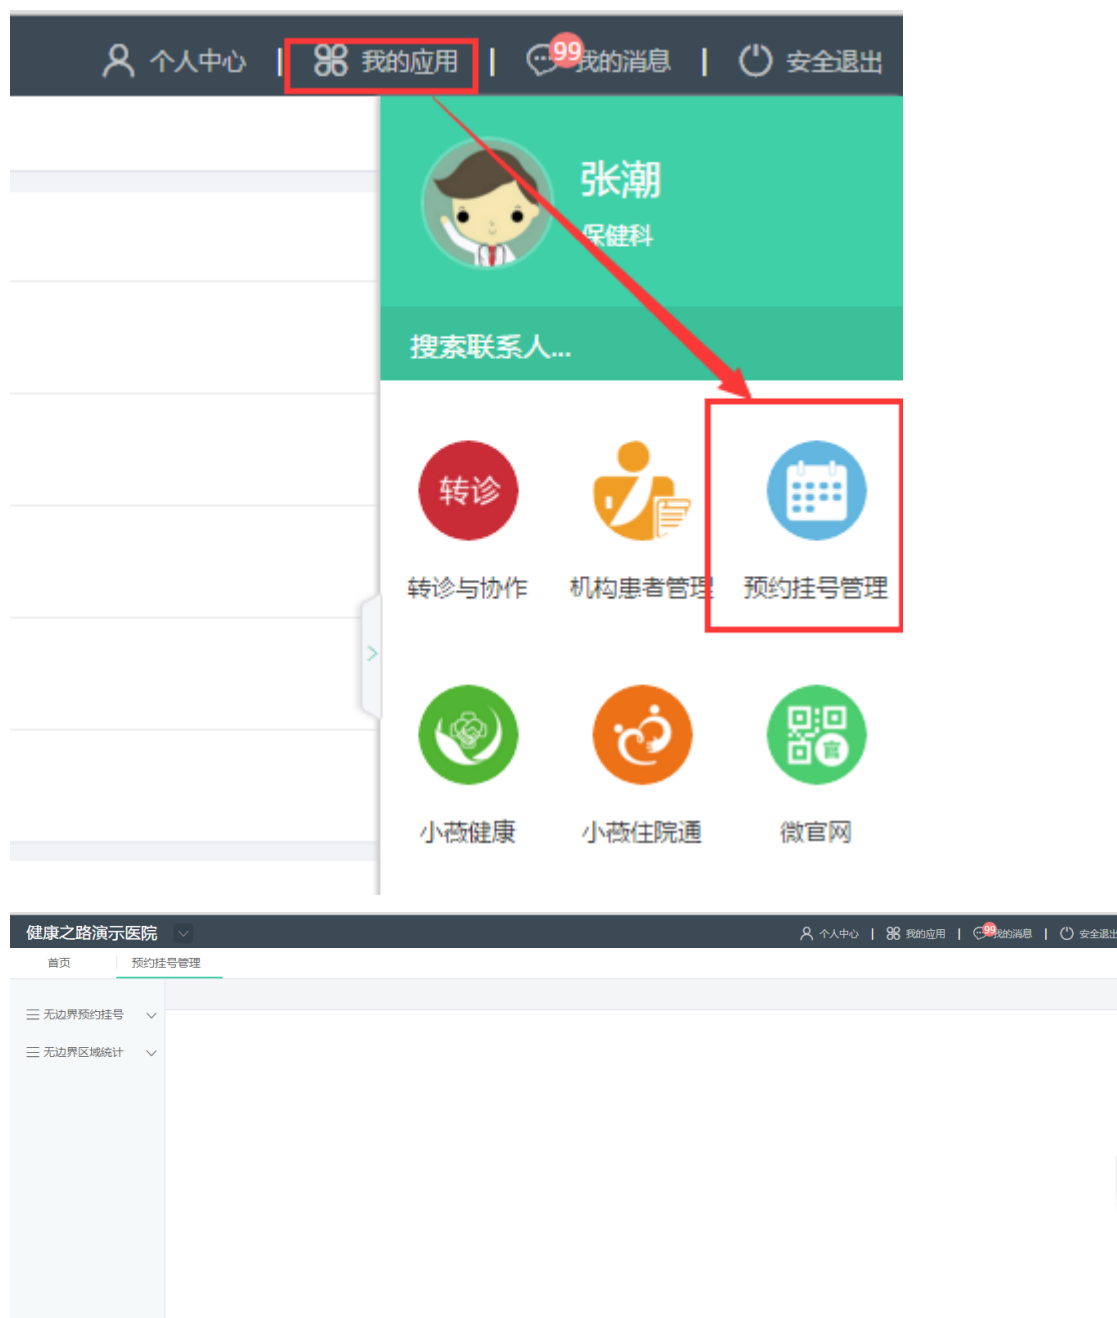 个人中心 | 我的应用 | 99 我的消息 | 安全退出
张潮
保健科
搜索联系人...
转诊
转诊与协作 机构患者管理 预约挂号管理
官
小薇健康 小薇住院通 微官网
健康之路演示医院 个人中心 | 我的应用 | 99 我的消息 | 安全退出
首页 预约挂号管理
无边界预约挂号
无边界区域统计